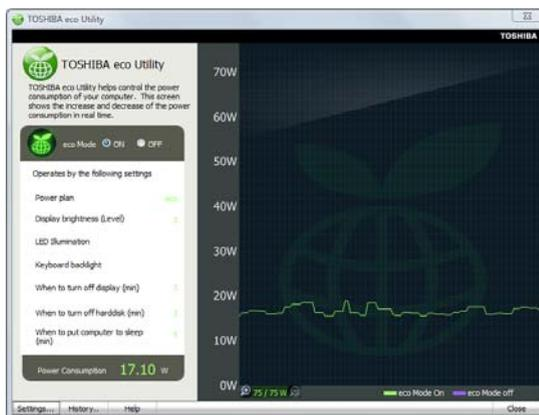 TOSHIBA eco Utility
TOSHIBA
TOSHIBA eco Utility
TOSHIBA eco Utility helps control the power
consumption of your computer. This screen
shows the increase and decrease of the power
consumption in real time.
eco Mode ON OFF
Operates by the following settings
Power plan eco
Display brightness (Level)
LED Illumination
Keyboard backlight
When to turn off display (min)
When to turn off harddisk (min)
When to put computer to sleep
(min)
Power Consumption 17.10 W
70W
60W
50W
40W
30W
20W
10W
0W
75 / 75 W
eco Mode On eco Mode off
Settings... History... Help Close